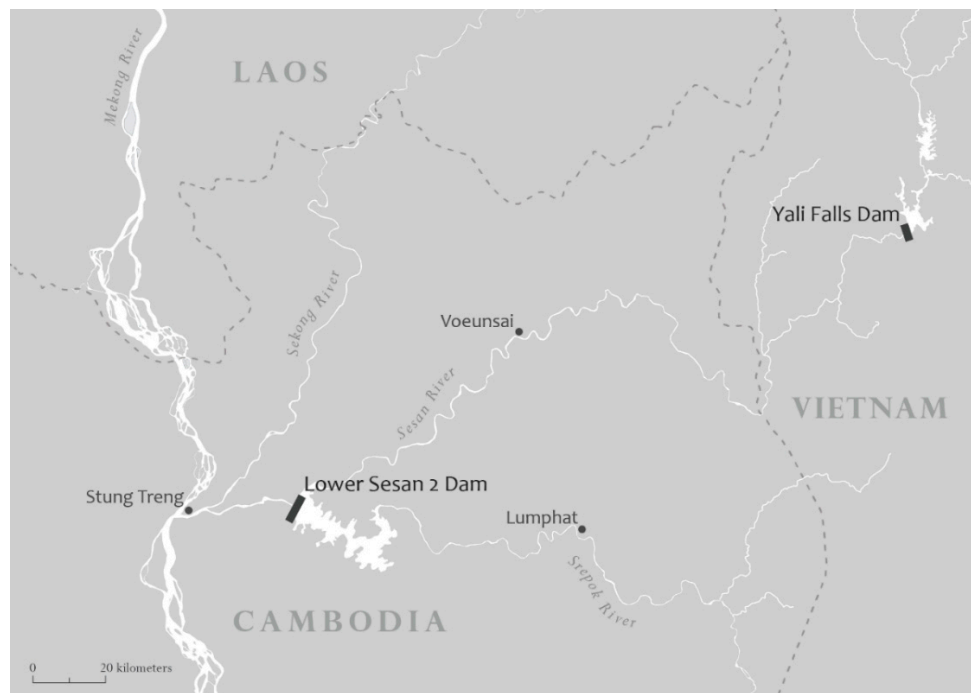 LAOS
Mekong River
Yali Falls Dam
Sekong River
Voeunsai
Sesan River
VIETNAM
Lower Sesan 2 Dam
Stung Treng
Lumphat
Srepok River
CAMBODIA
0 20 kilometers